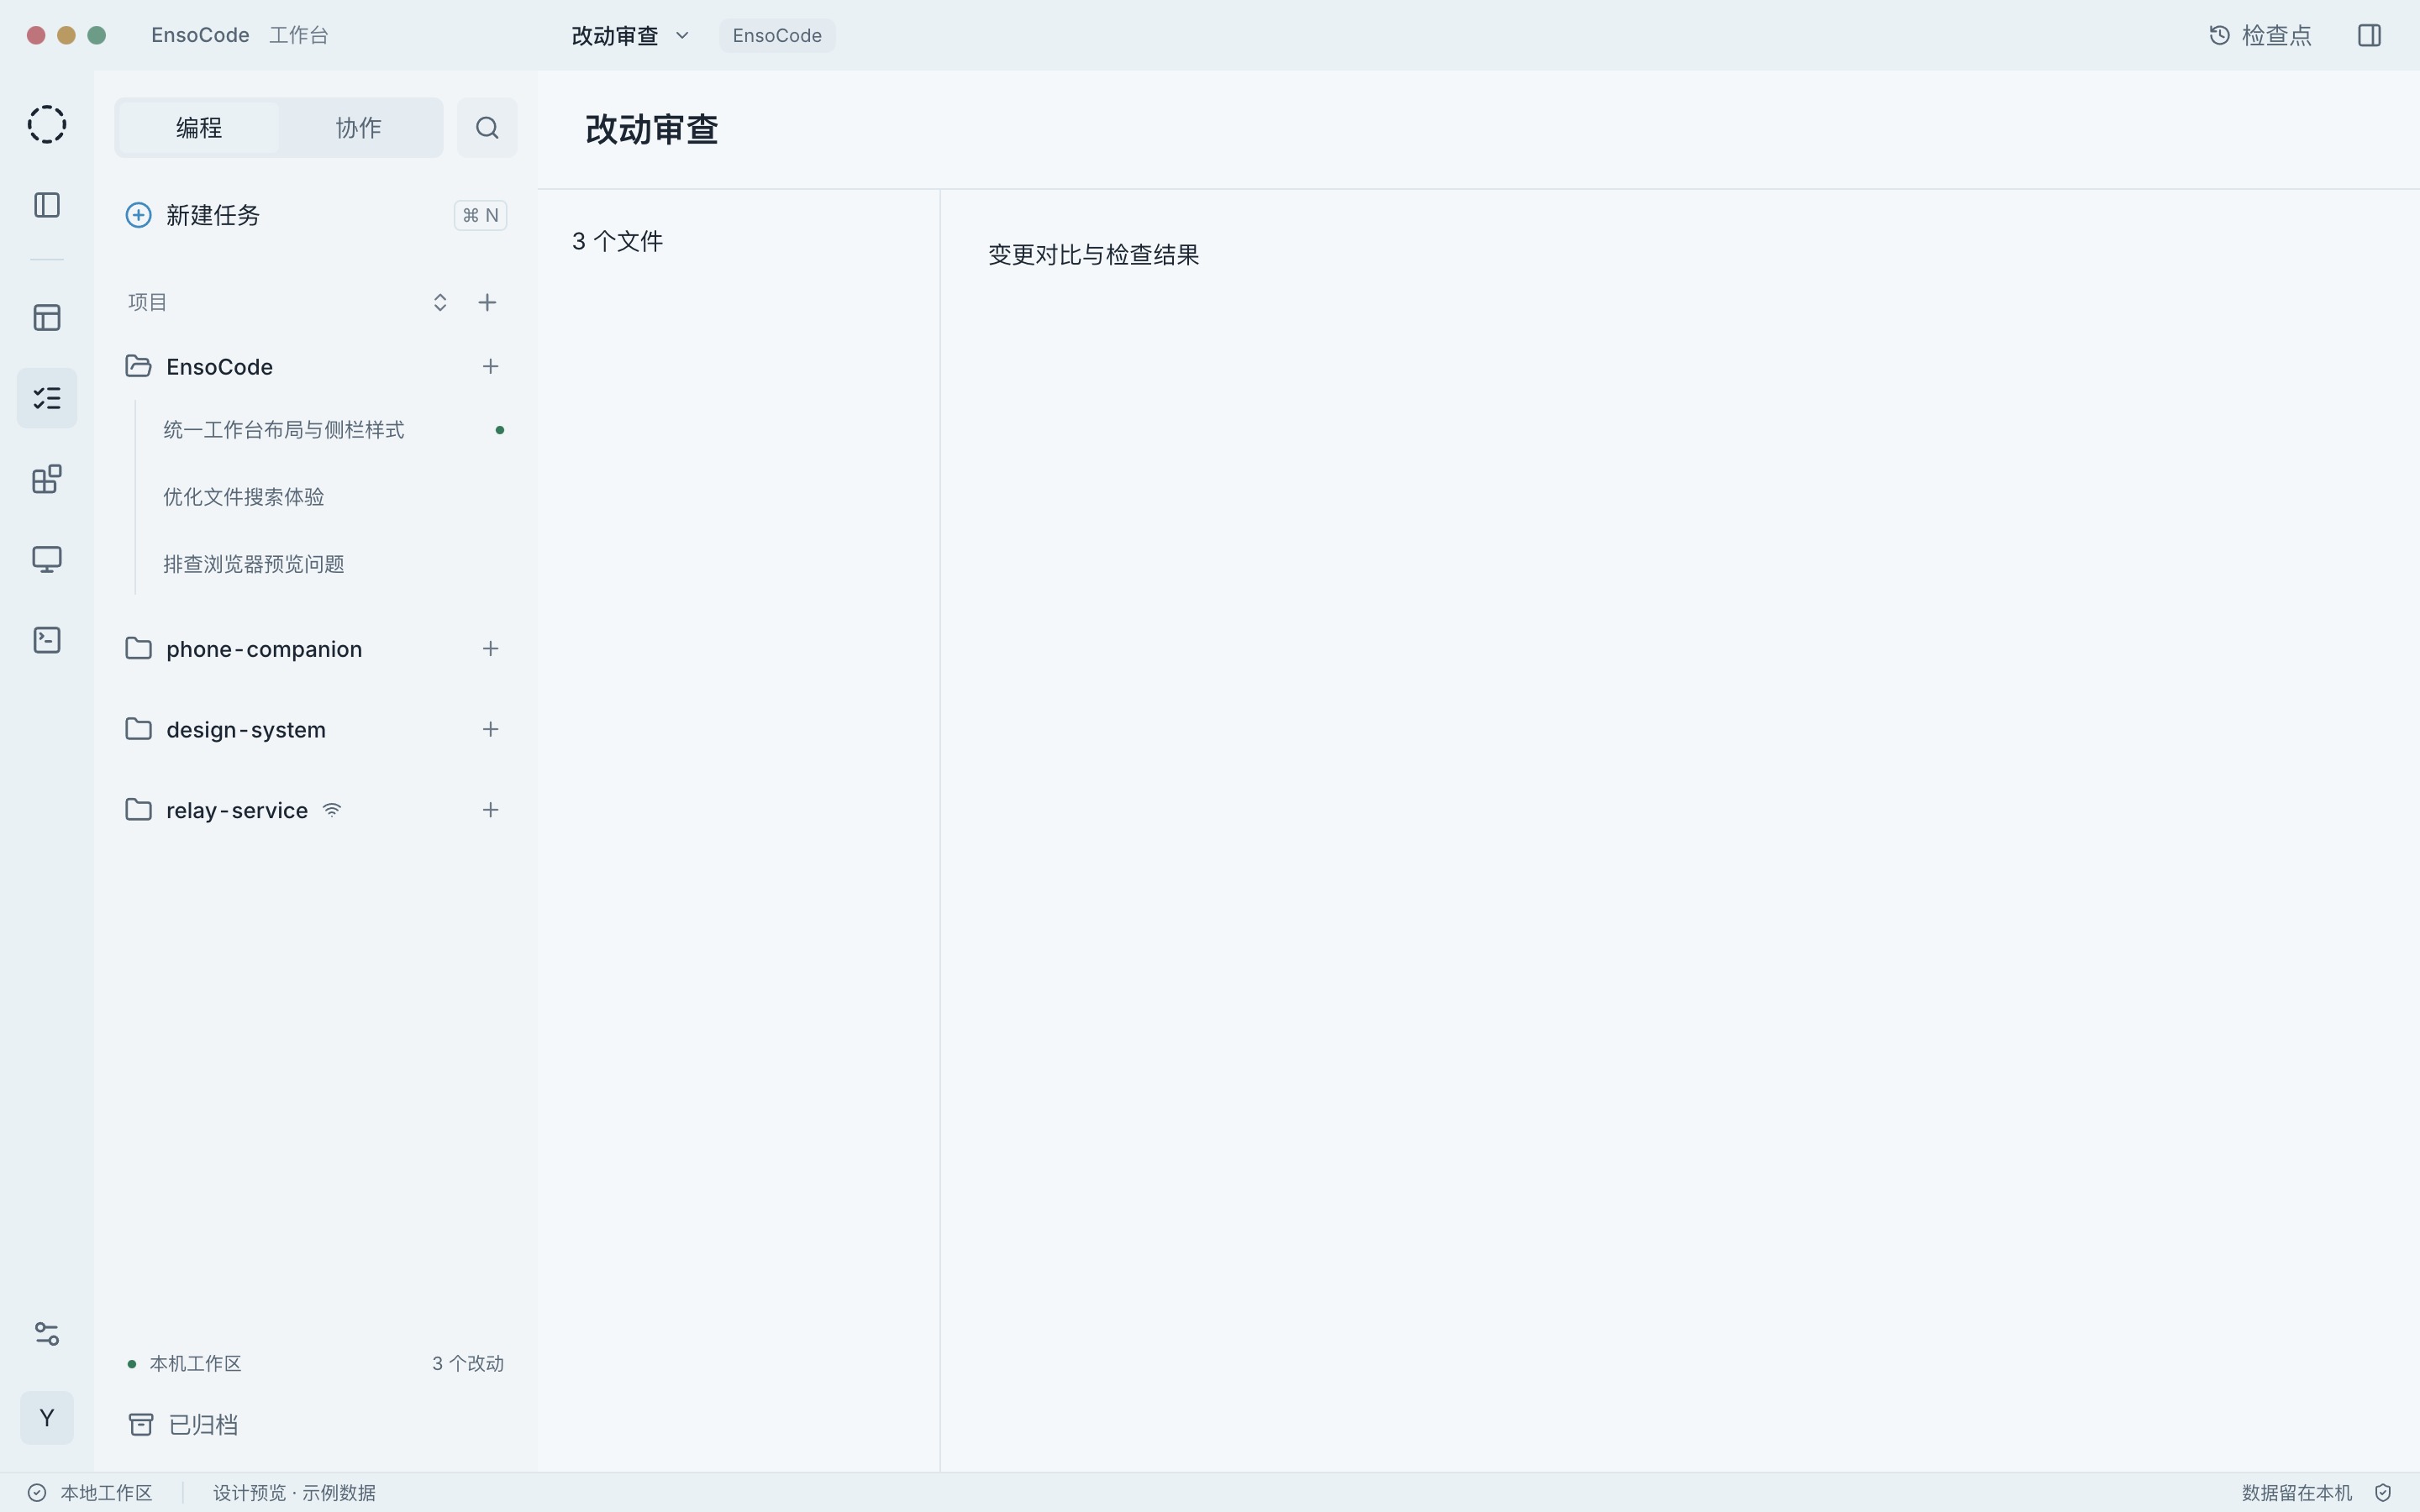 EnsoCode 工作台
改动审查
EnsoCode
检查点
编程
协作
新建任务
⌘ N
项目
EnsoCode
统一工作台布局与侧栏样式
优化文件搜索体验
排查浏览器预览问题
phone-companion
design-system
relay-service
本机工作区
3 个改动
已归档
Y
改动审查
3 个文件
变更对比与检查结果
本地工作区
设计预览 · 示例数据
数据留在本机